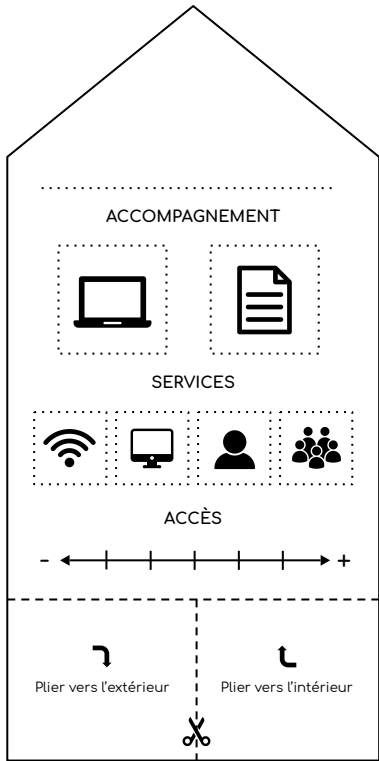 ACCOMPAGNEMENT
SERVICES
ACCÈS
- +
Plier vers l'extérieur Plier vers l'intérieur